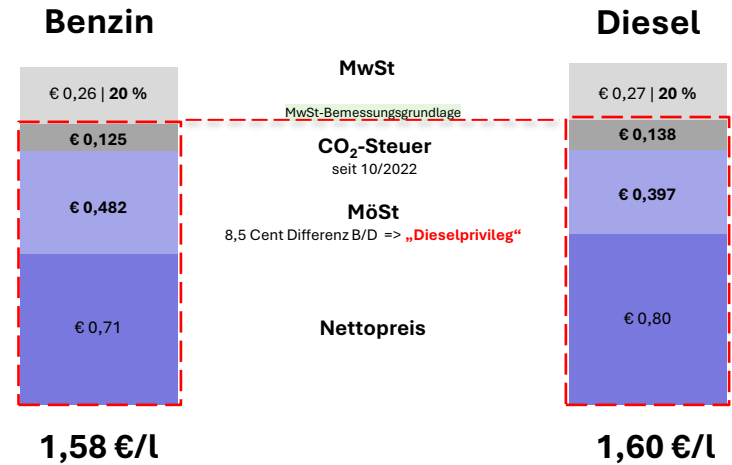 Benzin
Diesel
MwSt
€ 0,26 | 20 %
€ 0,27 | 20 %
MwSt-Bemessungsgrundlage
€ 0,125
€ 0,138
CO₂-Steuer
seit 10/2022
€ 0,482
€ 0,397
MöSt
8,5 Cent Differenz B/D => „Dieselprivileg“
€ 0,71
€ 0,80
Nettopreis
1,58 €/l
1,60 €/l